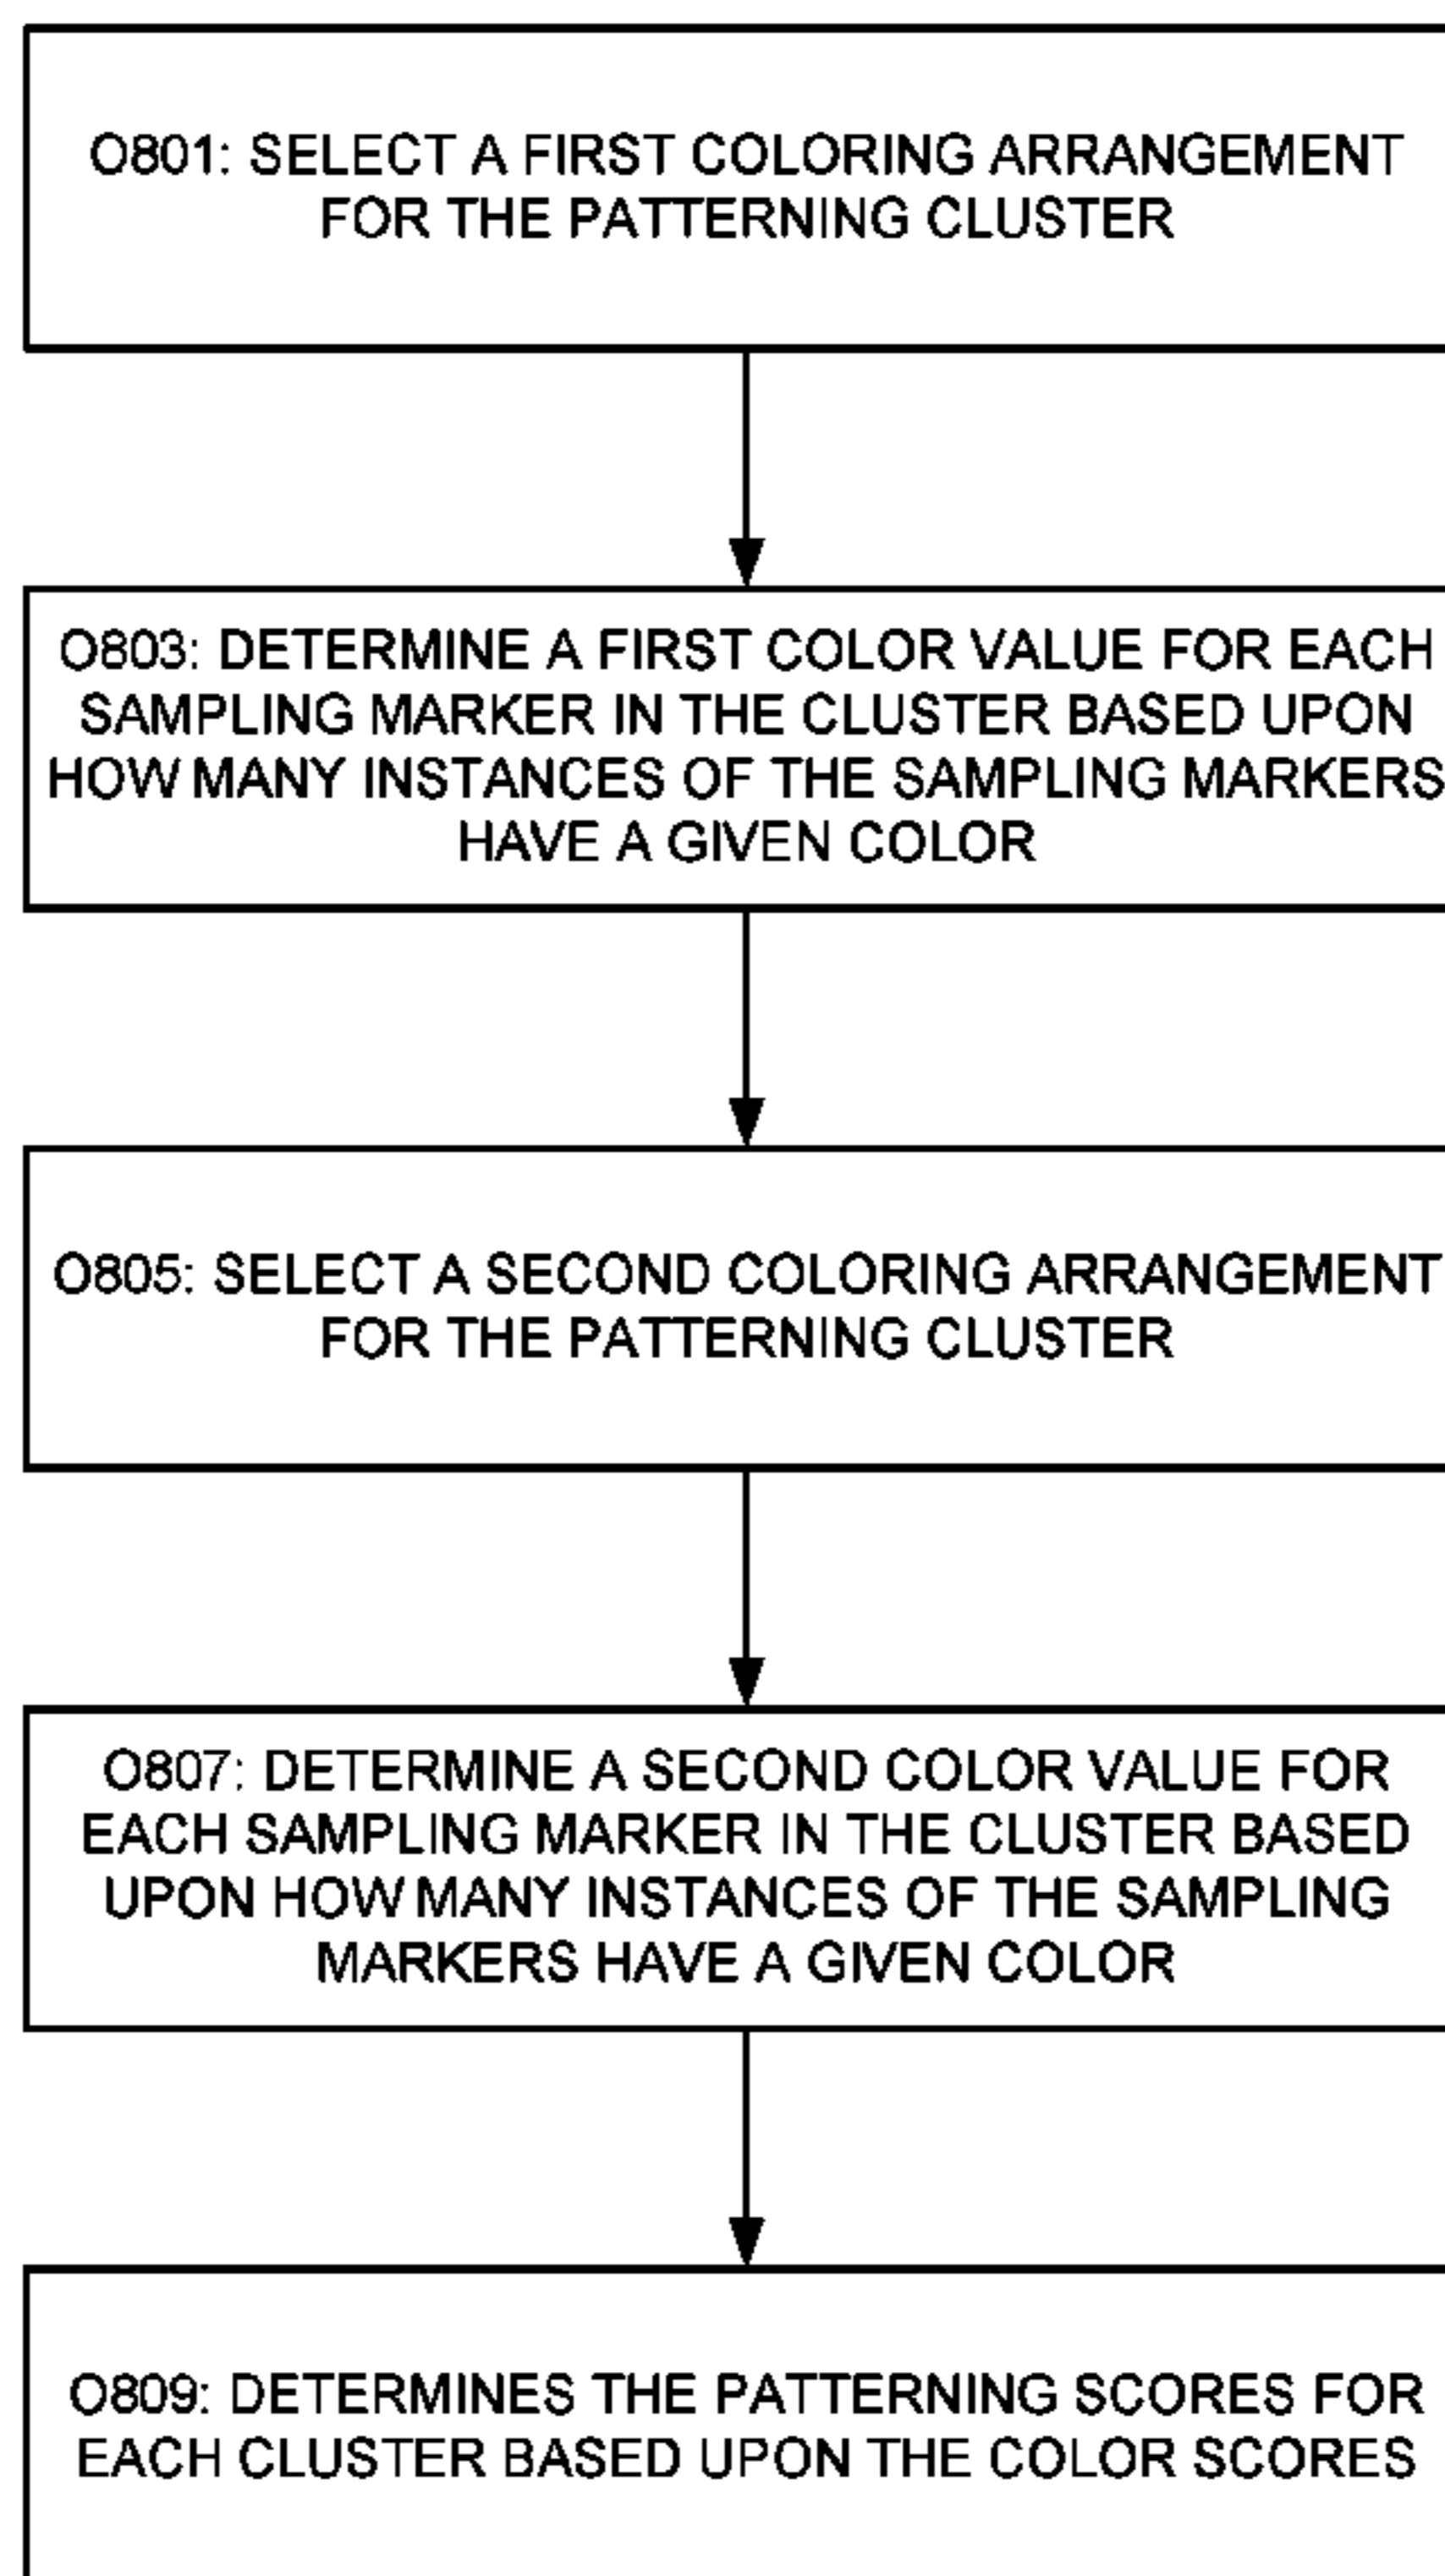 O801: SELECT A FIRST COLORING ARRANGEMENT
FOR THE PATTERNING CLUSTER
O803: DETERMINE A FIRST COLOR VALUE FOR EACH
SAMPLING MARKER IN THE CLUSTER BASED UPON
HOW MANY INSTANCES OF THE SAMPLING MARKERS
HAVE A GIVEN COLOR
O805: SELECT A SECOND COLORING ARRANGEMENT
FOR THE PATTERNING CLUSTER
O807: DETERMINE A SECOND COLOR VALUE FOR
EACH SAMPLING MARKER IN THE CLUSTER BASED
UPON HOW MANY INSTANCES OF THE SAMPLING
MARKERS HAVE A GIVEN COLOR
O809: DETERMINES THE PATTERNING SCORES FOR
EACH CLUSTER BASED UPON THE COLOR SCORES